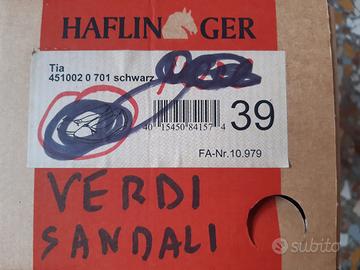 HAFLINGER
Tia
451002 0 701 schwarz
39
40 15450 84157 4
FA-Nr.10.979
VERDI
SANDALI
subito